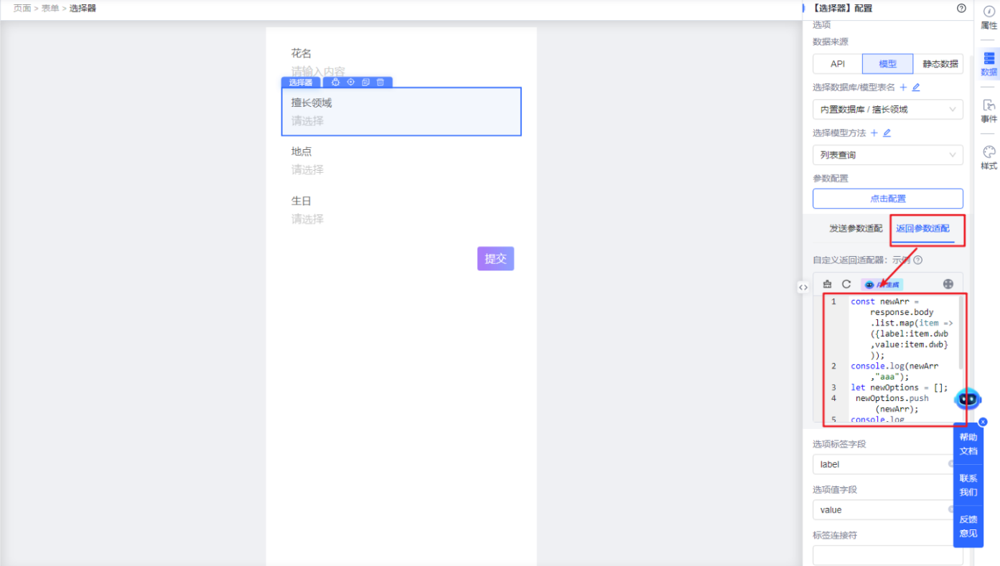 页面 > 表单 > 选择器
花名
请输入内容
选择器
擅长领域
请选择
地点
请选择
生日
请选择
提交
【选择器】配置
选项
数据来源
API
模型
静态数据
选择数据库/模型表名
内置数据库 / 擅长领域
选择模型方法
列表查询
参数配置
点击配置
发送参数适配
返回参数适配
自定义返回适配器：示例
生成
1 const newArr =
response.body
.list.map(item =>
({label:item.dwb
,value:item.dwb}
));
2 console.log(newArr
,"aaa");
3 let newOptions = [];
4 newOptions.push
(newArr);
5 console.log
选项标签字段
label
选项值字段
value
标签连接符
属性
数据
事件
样式
帮助
文档
联系
我们
反馈
意见